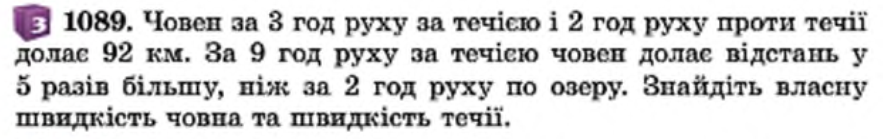 3 1089. Човен за 3 год руху за течією і 2 год руху проти течії
долає 92 км. За 9 год руху за течією човен долає відстань у
5 разів більшу, ніж за 2 год руху по озеру. Знайдіть власну
швидкість човна та швидкість течії.